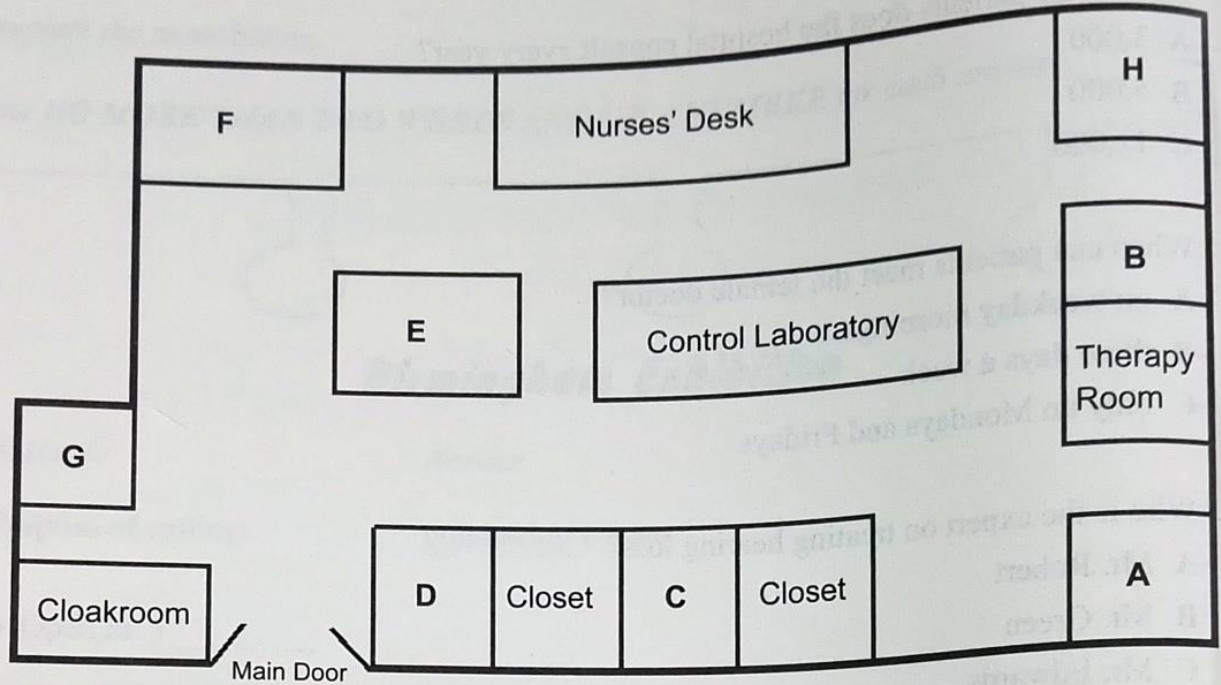 H
F
Nurses' Desk
B
E
Control Laboratory
Therapy
Room
G
A
D
Closet
C
Closet
Cloakroom
Main Door